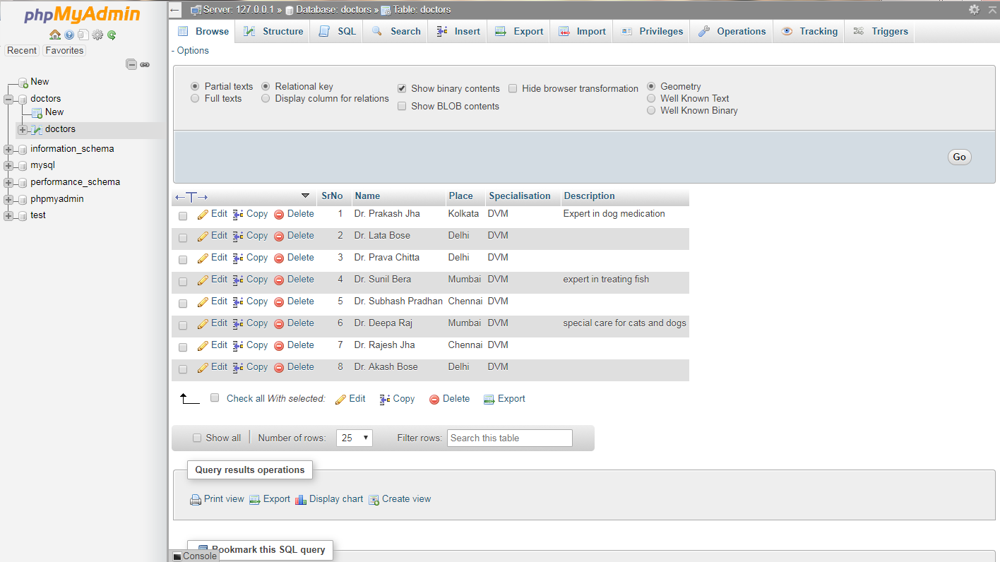 phpMyAdmin
Recent Favorites
New
doctors
New
doctors
information_schema
mysql
performance_schema
phpmyadmin
test
Server: 127.0.0.1 » Database: doctors » Table: doctors
Browse Structure SQL Search Insert Export Import Privileges Operations Tracking Triggers
- Options
Partial texts Relational key Show binary contents Hide browser transformation Geometry
Full texts Display column for relations Show BLOB contents Well Known Text
Well Known Binary
Go
SrNo Name Place Specialisation Description
Edit Copy Delete 1 Dr. Prakash Jha Kolkata DVM Expert in dog medication
Edit Copy Delete 2 Dr. Lata Bose Delhi DVM
Edit Copy Delete 3 Dr. Prava Chitta Delhi DVM
Edit Copy Delete 4 Dr. Sunil Bera Mumbai DVM expert in treating fish
Edit Copy Delete 5 Dr. Subhash Pradhan Chennai DVM
Edit Copy Delete 6 Dr. Deepa Raj Mumbai DVM special care for cats and dogs
Edit Copy Delete 7 Dr. Rajesh Jha Chennai DVM
Edit Copy Delete 8 Dr. Akash Bose Delhi DVM
Check all With selected: Edit Copy Delete Export
Show all Number of rows: 25 Filter rows: Search this table
Query results operations
Print view Export Display chart Create view
Bookmark this SQL query
Console